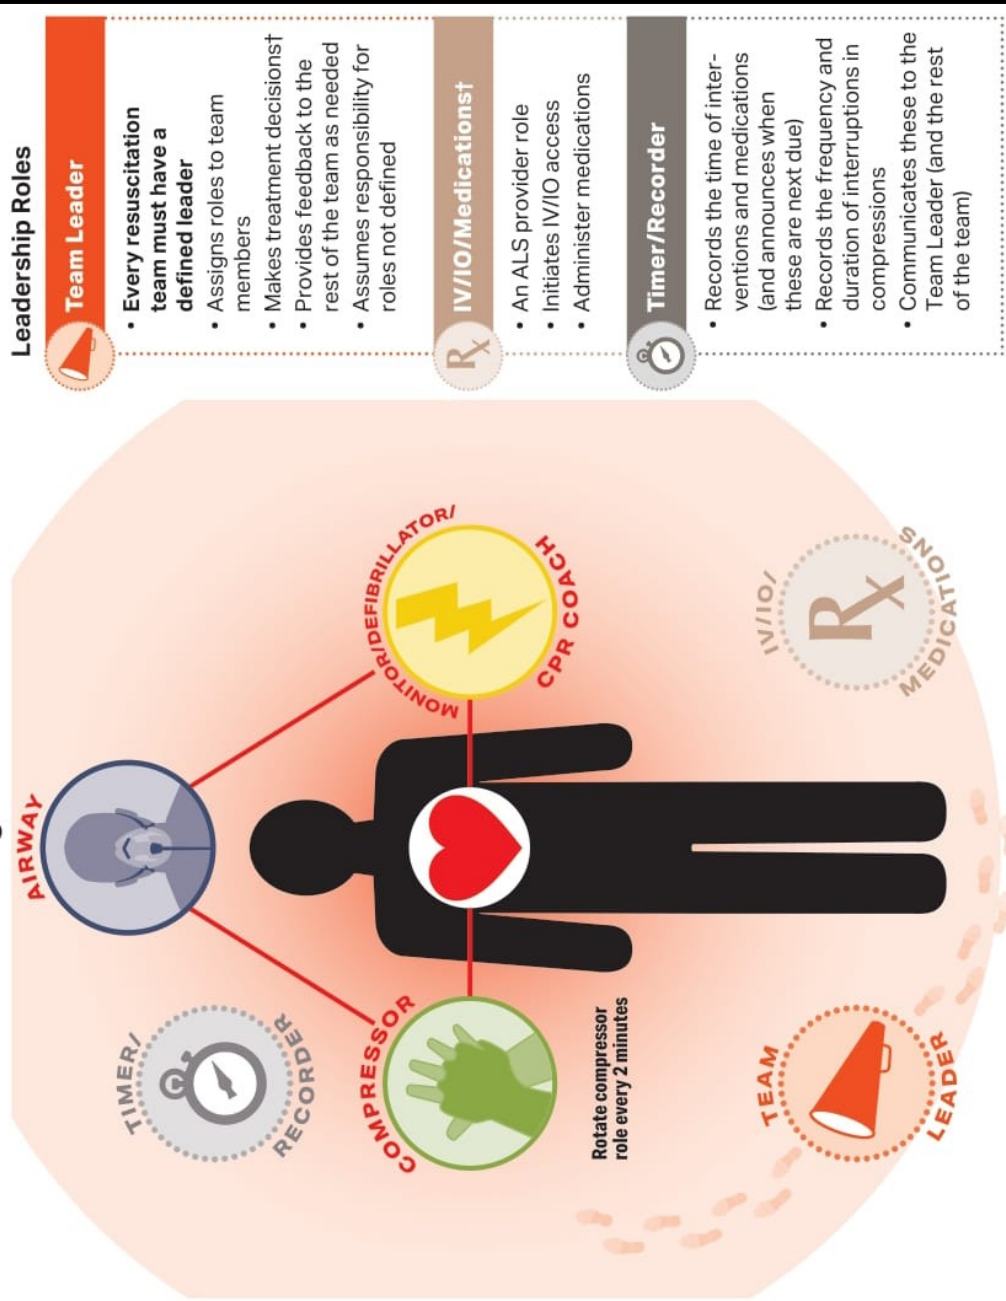 Leadership Roles
Team Leader
• Every resuscitation
team must have a
defined leader
• Assigns roles to team
members
• Makes treatment decisions†
• Provides feedback to the
rest of the team as needed
• Assumes responsibility for
roles not defined
IV/IO/Medications†
• An ALS provider role
• Initiates IV/IO access
• Administer medications
Timer/Recorder
• Records the time of inter-
ventions and medications
(and announces when
these are next due)
• Records the frequency and
duration of interruptions in
compressions
• Communicates these to the
Team Leader (and the rest
of the team)
AIRWAY
TIMER/
RECORDER
COMPRESSOR
MONITOR/DEFIBRILLATOR/
CPR COACH
Rotate compressor
role every 2 minutes
TEAM
LEADER
IV/IO/
MEDICATIONS
Rx
Rx